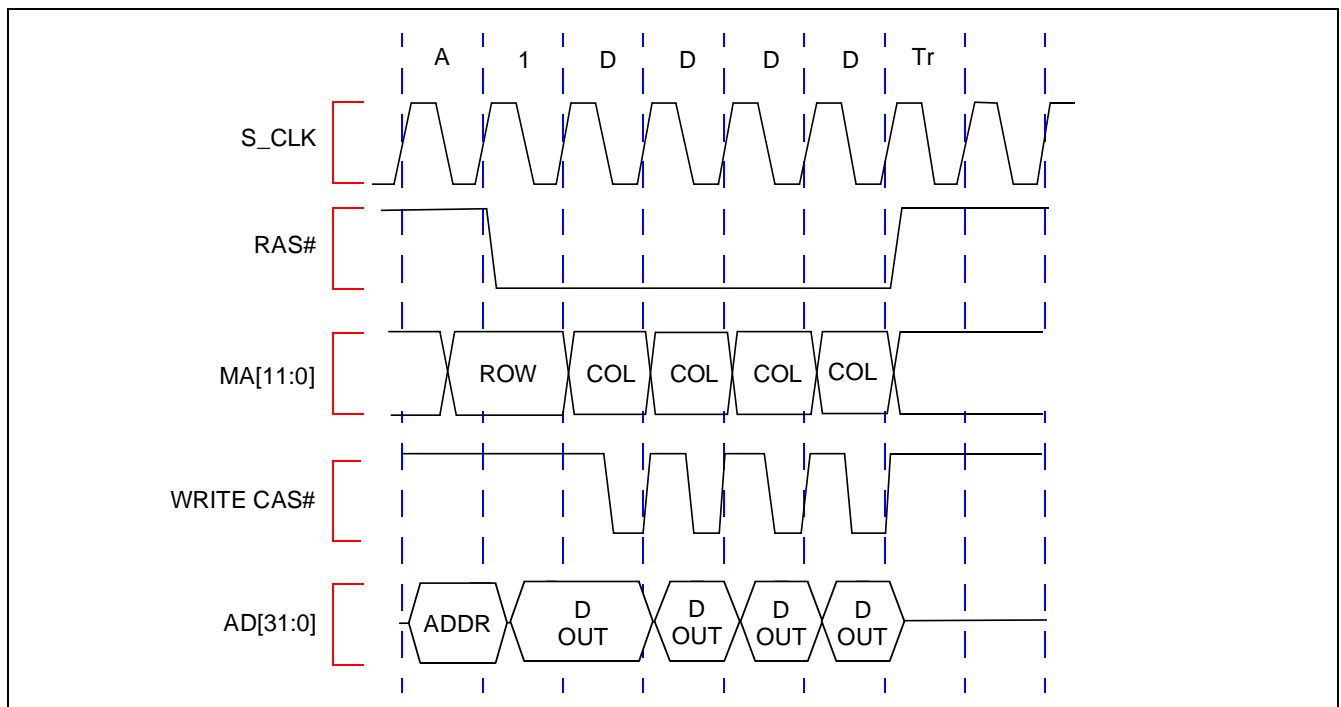 A 1 D D D D Tr
S_CLK
RAS#
MA[11:0] ROW COL COL COL COL
WRITE CAS#
AD[31:0] ADDR D D D D
OUT OUT OUT OUT